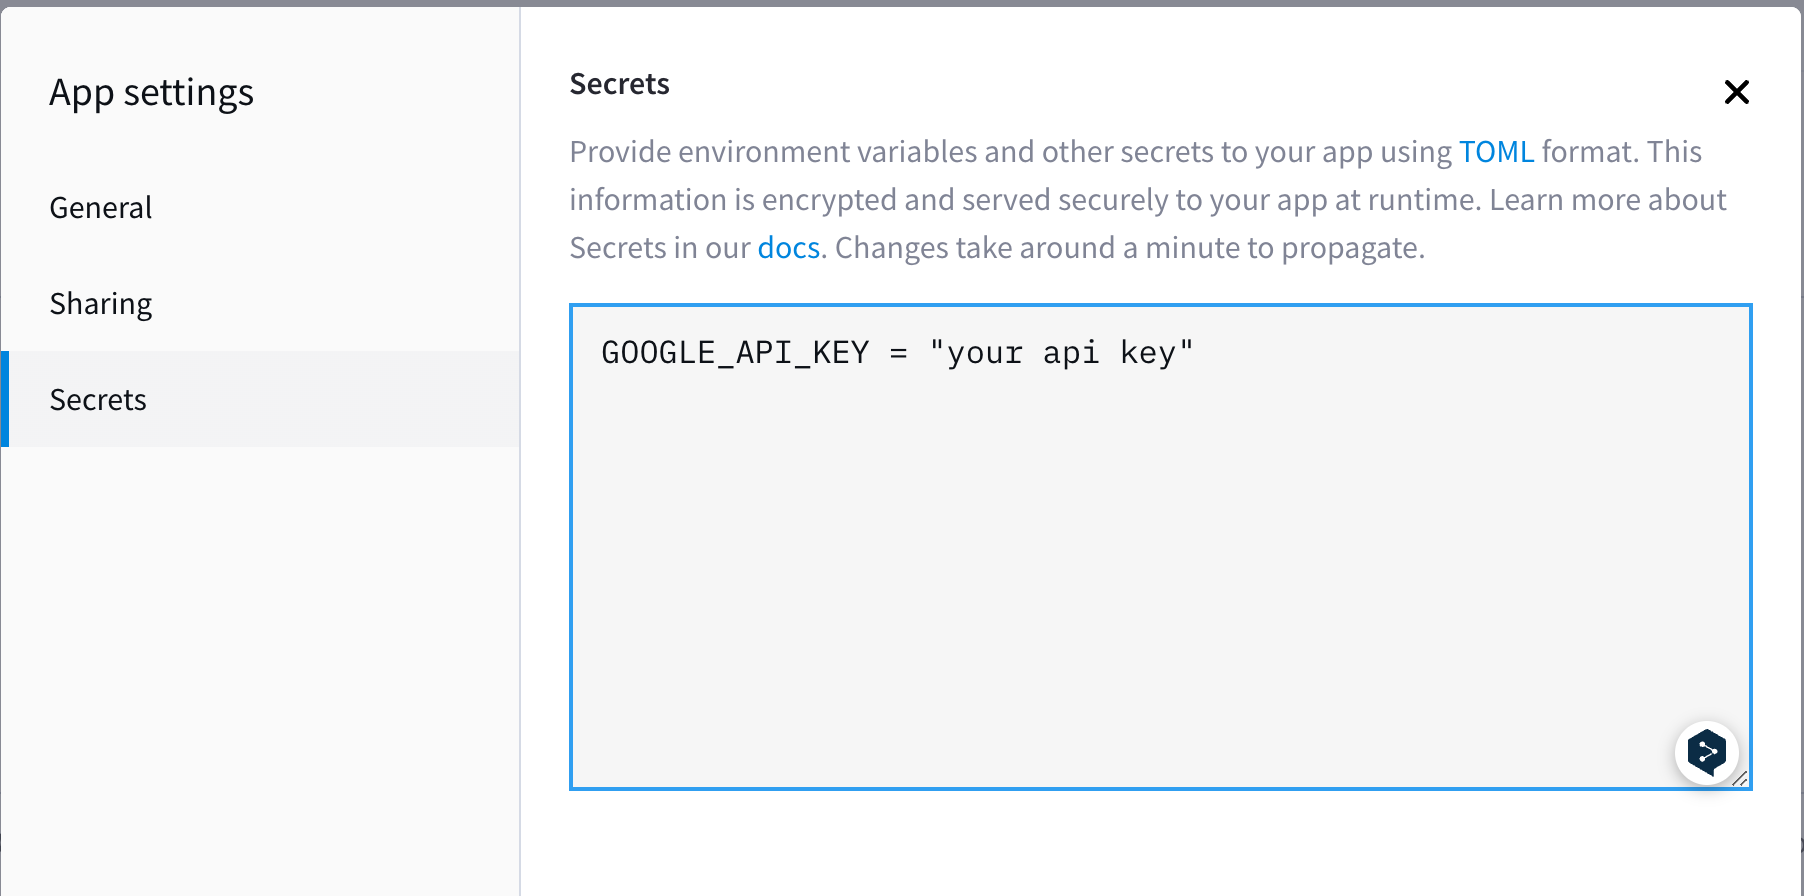 App settings
General
Sharing
Secrets
Secrets
Provide environment variables and other secrets to your app using TOML format. This
information is encrypted and served securely to your app at runtime. Learn more about
Secrets in our docs. Changes take around a minute to propagate.
GOOGLE_API_KEY = "your api key"